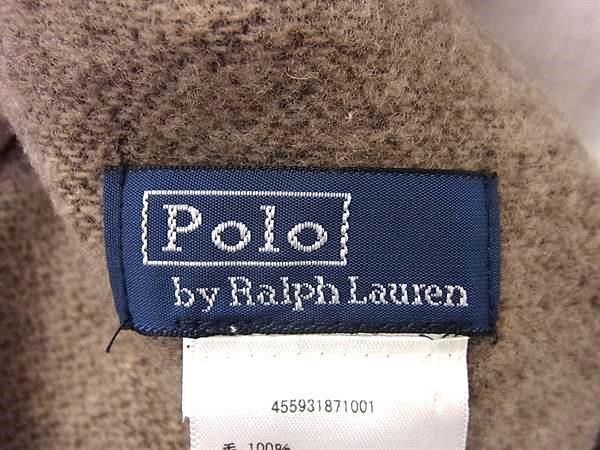 Polo
by Ralph Lauren
455931871001
毛 100%